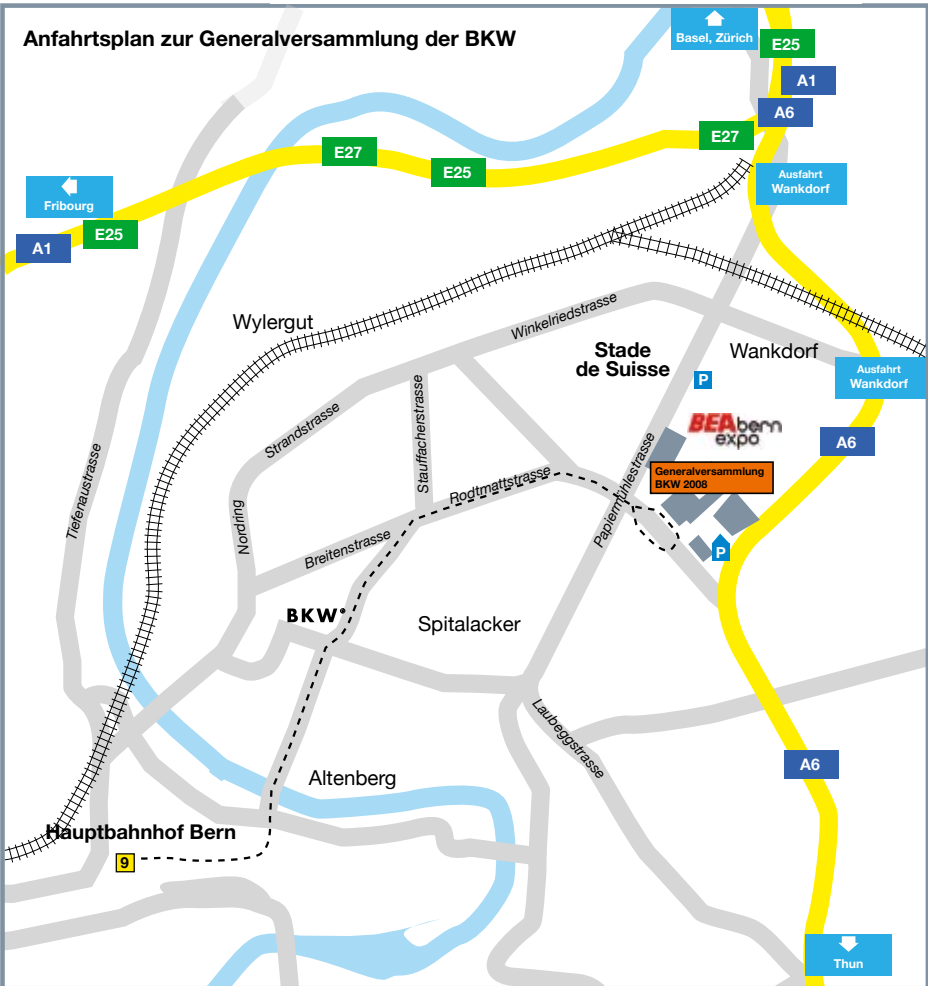 Anfahrtsplan zur Generalversammlung der BKW
Basel, Zürich
E25
A1
A6
E27
E27
E25
Ausfahrt
Wankdorf
Fribourg
E25
A1
Wylergut
Winkelriedstrasse
Stade
de Suisse
Wankdorf
P
Ausfahrt
Wankdorf
Strandstrasse
Stauffacherstrasse
BEAbern
expo
A6
Tiefenaustrasse
Nordring
Rodtmattstrasse
Papiermühlestrasse
Generalversammlung
BKW 2008
Breitenstrasse
P
BKW®
Spitalacker
Laubeggstrasse
A6
Altenberg
Hauptbahnhof Bern
9
Thun